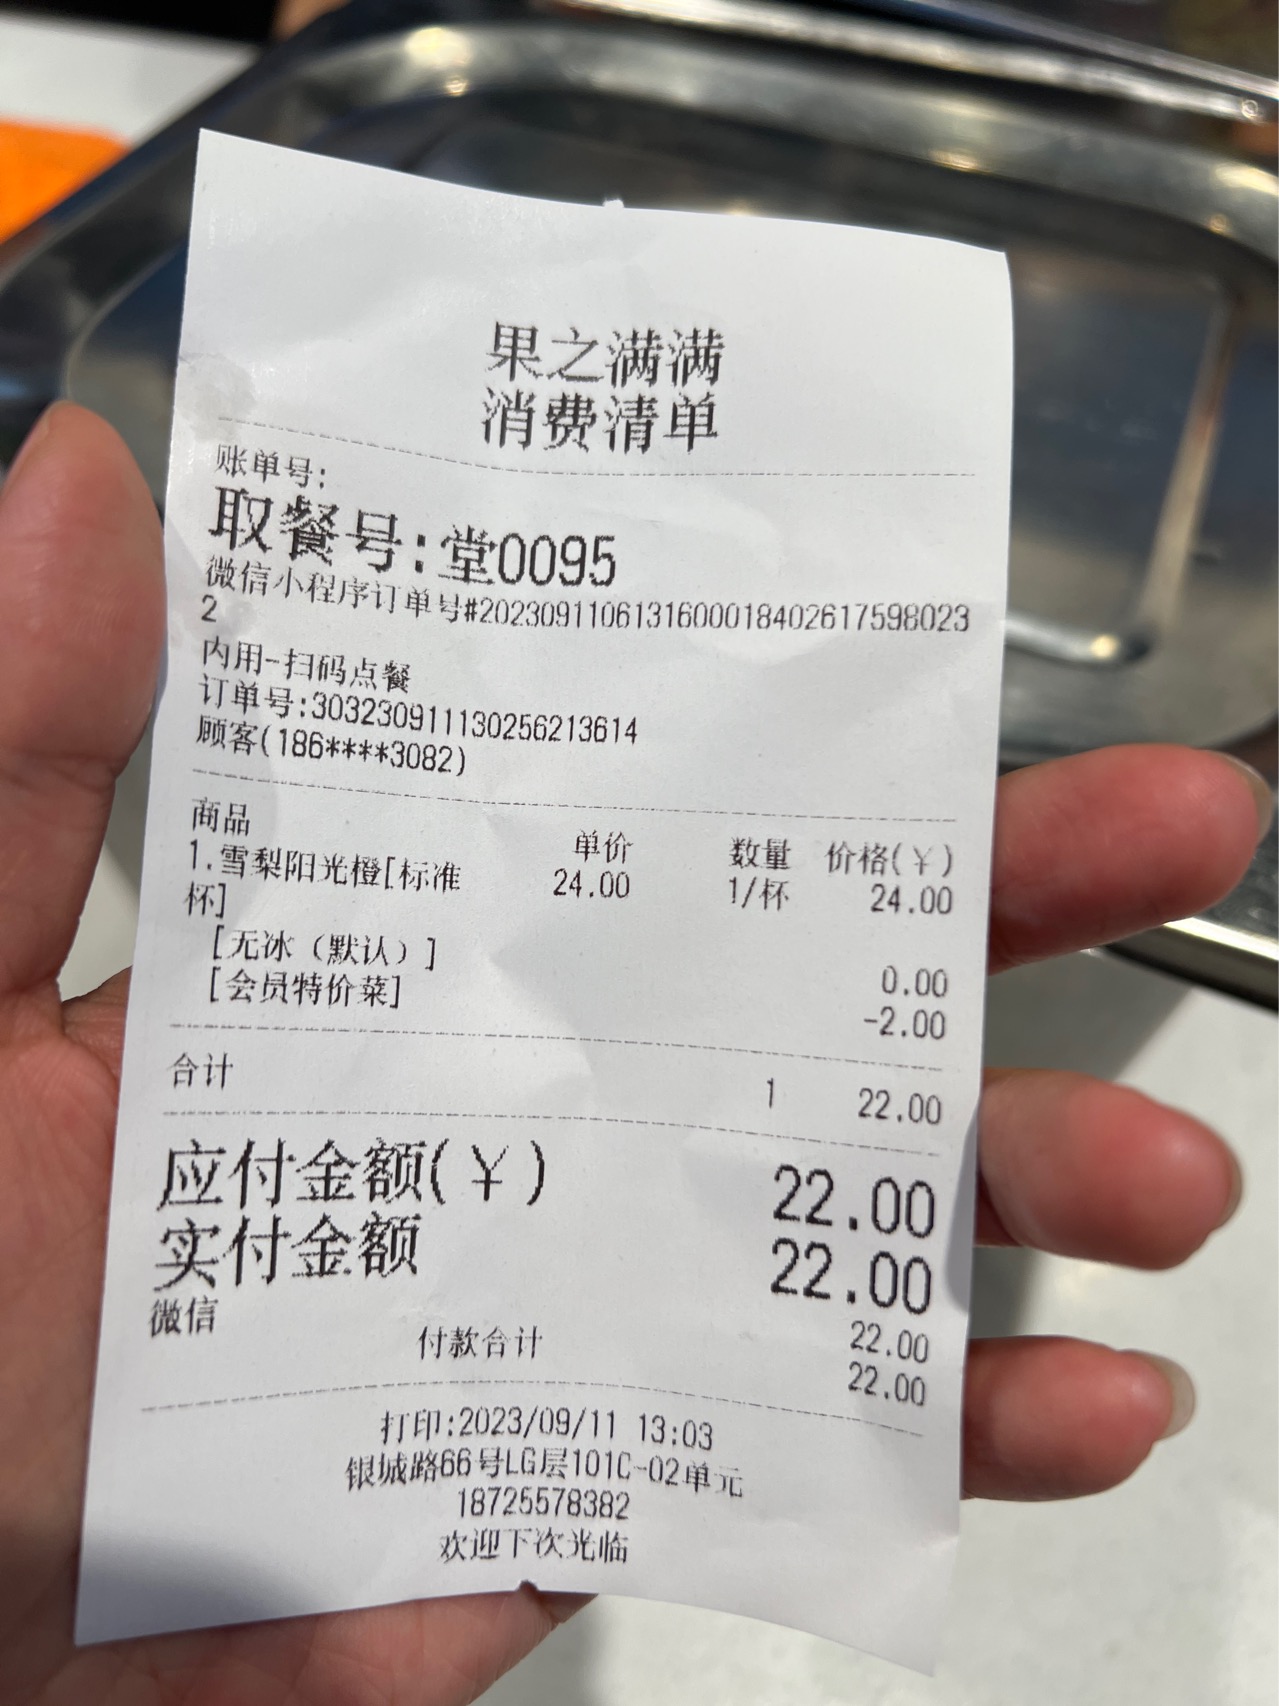 果之满满
消费清单
账单号:
取餐号:堂0095
微信小程序订单号#2023091106131600018402617598023
2
内用-扫码点餐
订单号:303230911130256213614
顾客(186****3082)
商品 单价 数量 价格(¥)
1.雪梨阳光橙[标准 24.00 1/杯 24.00
杯]
[无冰（默认）] 0.00
[会员特价菜] -2.00
合计 1 22.00
应付金额(¥) 22.00
实付金额 22.00
微信 22.00
付款合计 22.00
打印:2023/09/11 13:03
银城路66号LG层101C-02单元
18725578382
欢迎下次光临